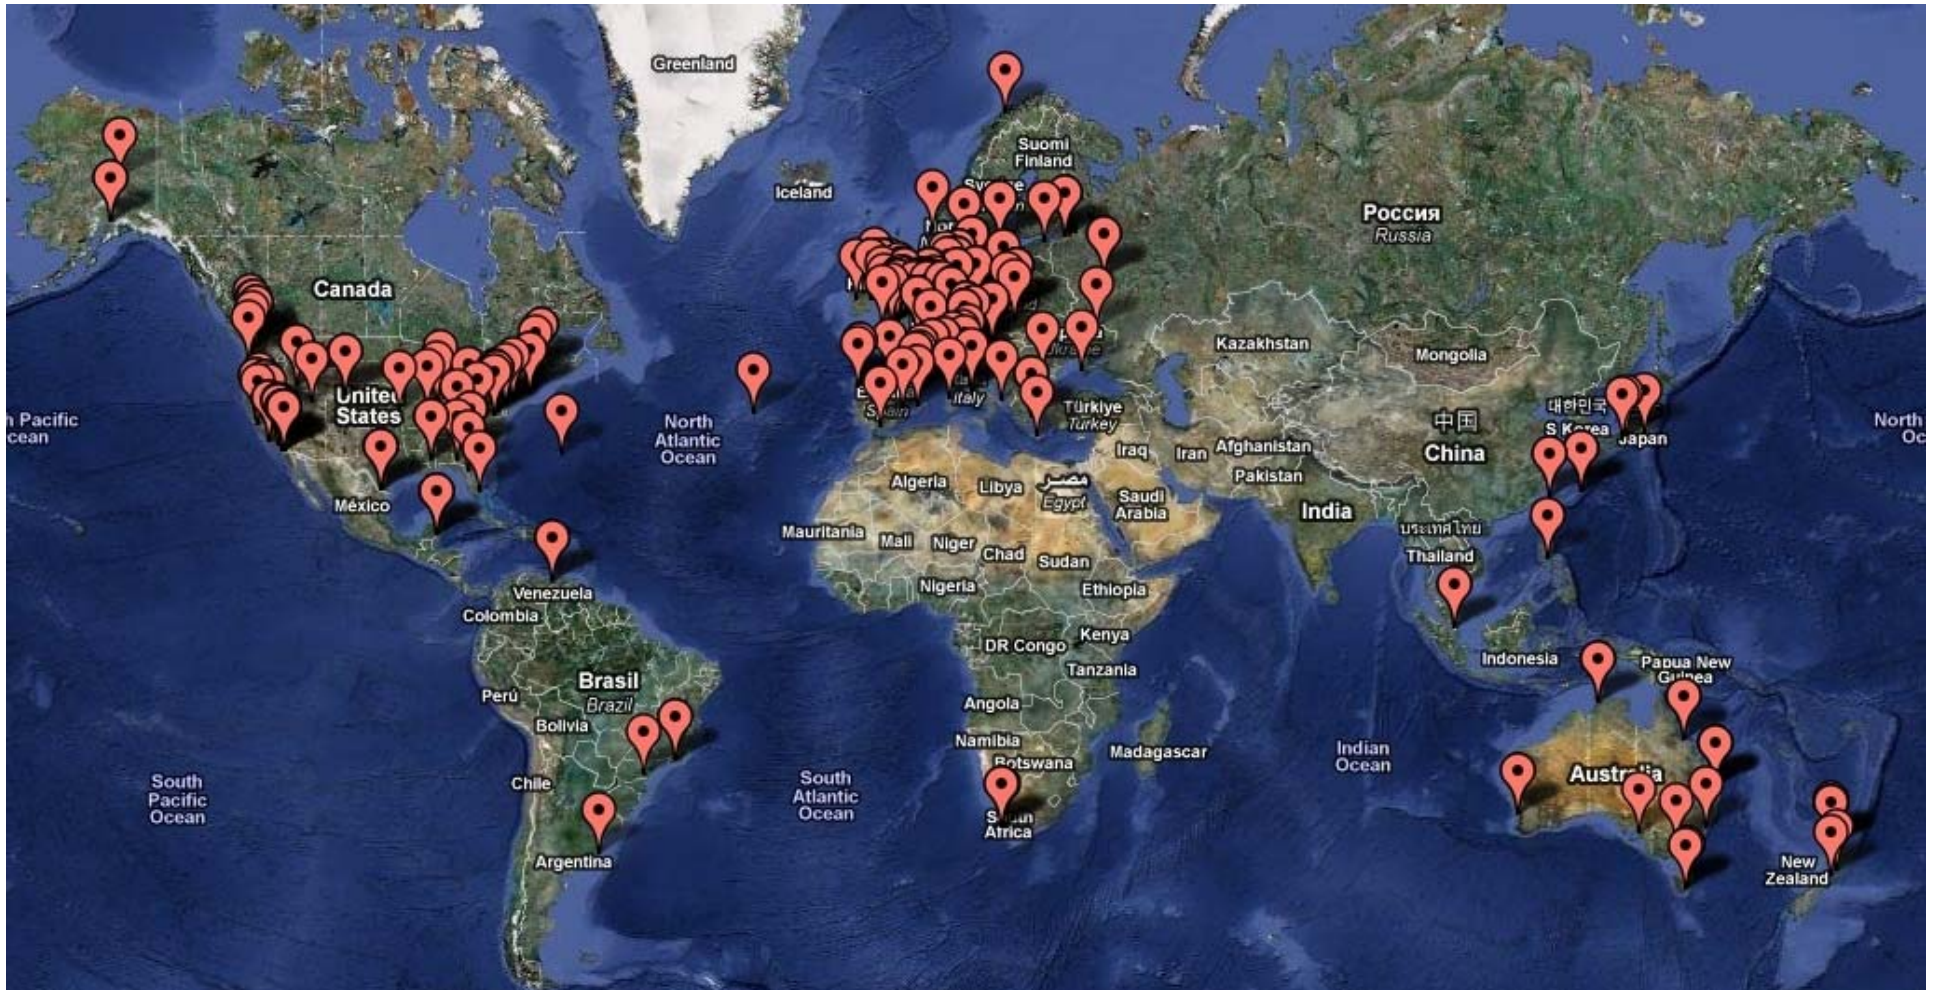 Greenland
Suomi
Finland
Iceland
Россия
Russia
Canada
Kazakhstan
Mongolia
United
States
North
Atlantic
Ocean
h Pacific
cean
Italy
Spain
Türkiye
Turkey
中国
China
대한민국
S Korea
Japan
North
Oc
Iraq
Iran
Afghanistan
Pakistan
México
Algeria
Libya
مصر
Egypt
Saudi
Arabia
India
ประเทศไทย
Thailand
Mauritania
Mali
Niger
Chad
Sudan
Nigeria
Ethiopia
Venezuela
Colombia
DR Congo
Kenya
Tanzania
Indonesia
Papua New
Guinea
Brasil
Brazil
Perú
Bolivia
Angola
Namibia
Botswana
Madagascar
Indian
Ocean
Australia
South
Pacific
Ocean
Chile
South
Atlantic
Ocean
South
Africa
Argentina
New
Zealand